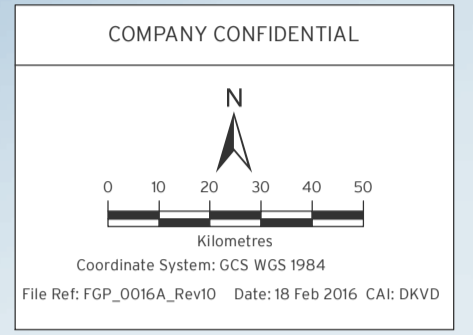 COMPANY CONFIDENTIAL
N
0 10 20 30 40 50
Kilometres
Coordinate System: GCS WGS 1984
File Ref: FGP_0016A_Rev10 Date: 18 Feb 2016 CAI: DKVD